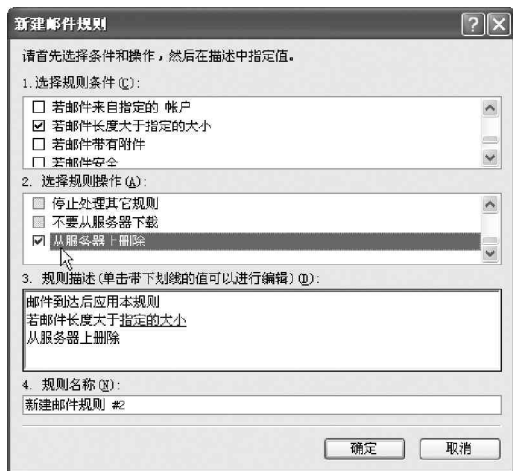 新建邮件规则
请首先选择条件和操作，然后在描述中指定值。
1.选择规则条件(C):
若邮件来自指定的 帐户
若邮件长度大于指定的大小
若邮件带有附件
若邮件安全
2. 选择规则操作(A):
停止处理其它规则
不要从服务器下载
从服务器上删除
3. 规则描述(单击带下划线的值可以进行编辑)(D):
邮件到达后应用本规则
若邮件长度大于指定的大小
从服务器上删除
4. 规则名称(N):
新建邮件规则 #2
确定
取消